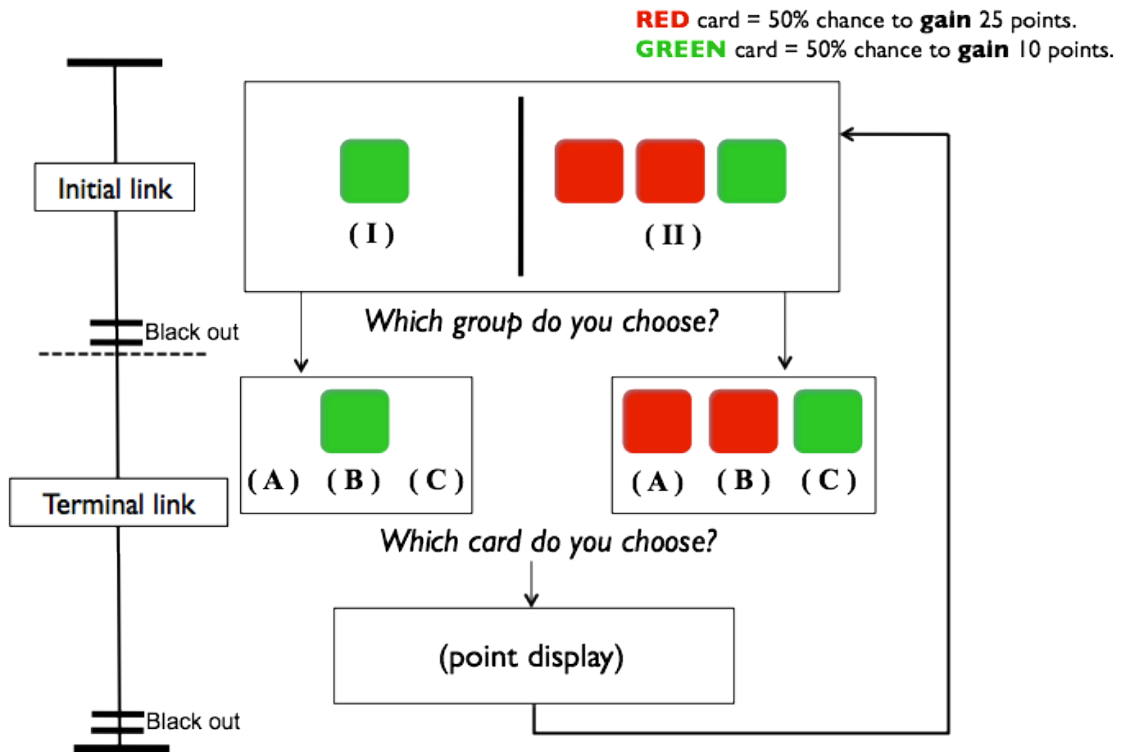 RED card = 50% chance to gain 25 points.
GREEN card = 50% chance to gain 10 points.
Initial link
( I )
( II )
Black out
Which group do you choose?
( A ) ( B ) ( C )
( A ) ( B ) ( C )
Terminal link
Which card do you choose?
(point display)
Black out